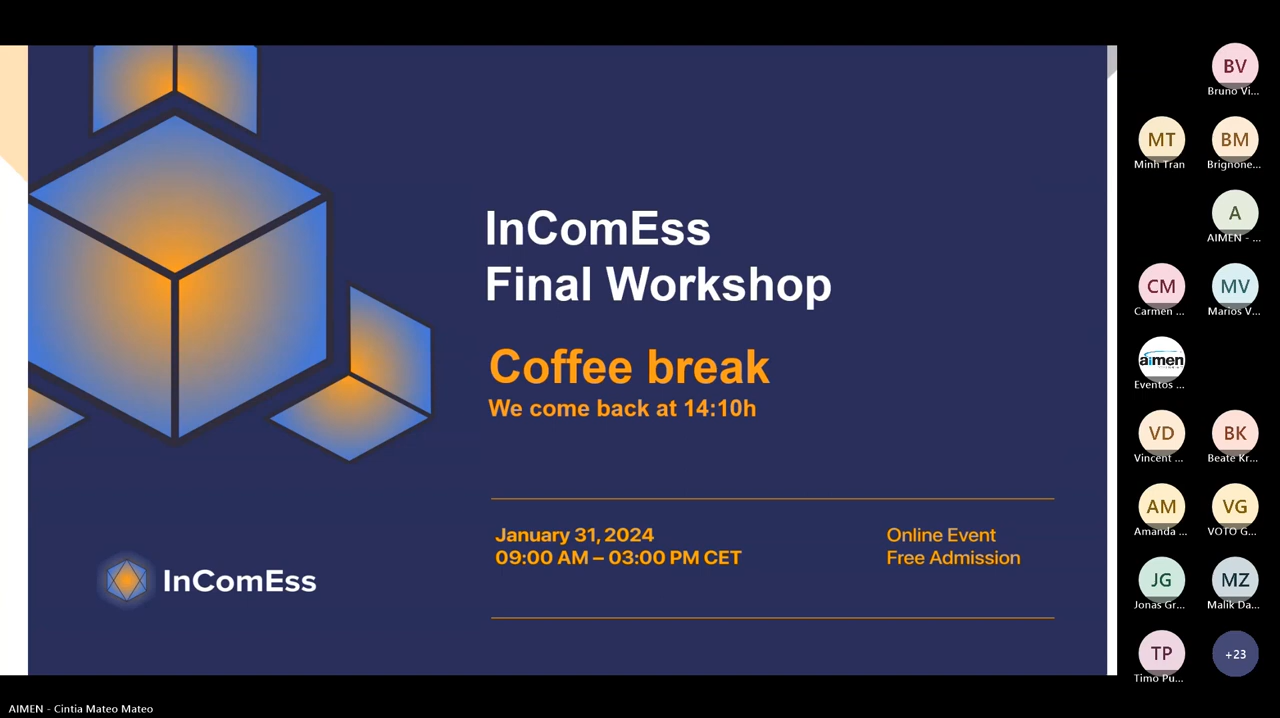 InComEss
Final Workshop
Coffee break
We come back at 14:10h
January 31, 2024
09:00 AM – 03:00 PM CET
Online Event
Free Admission
InComEss
BV
Bruno Vi...
MT
Minh Tran
BM
Brignone...
A
AIMEN - ...
CM
Carmen ...
MV
Marios V...
aimen
Eventos ...
VD
Vincent ...
BK
Beate Kr...
AM
Amanda ...
VG
VOTO G...
JG
Jonas Gr...
MZ
Malik Da...
TP
Timo Pu...
+23
AIMEN - Cintia Mateo Mateo